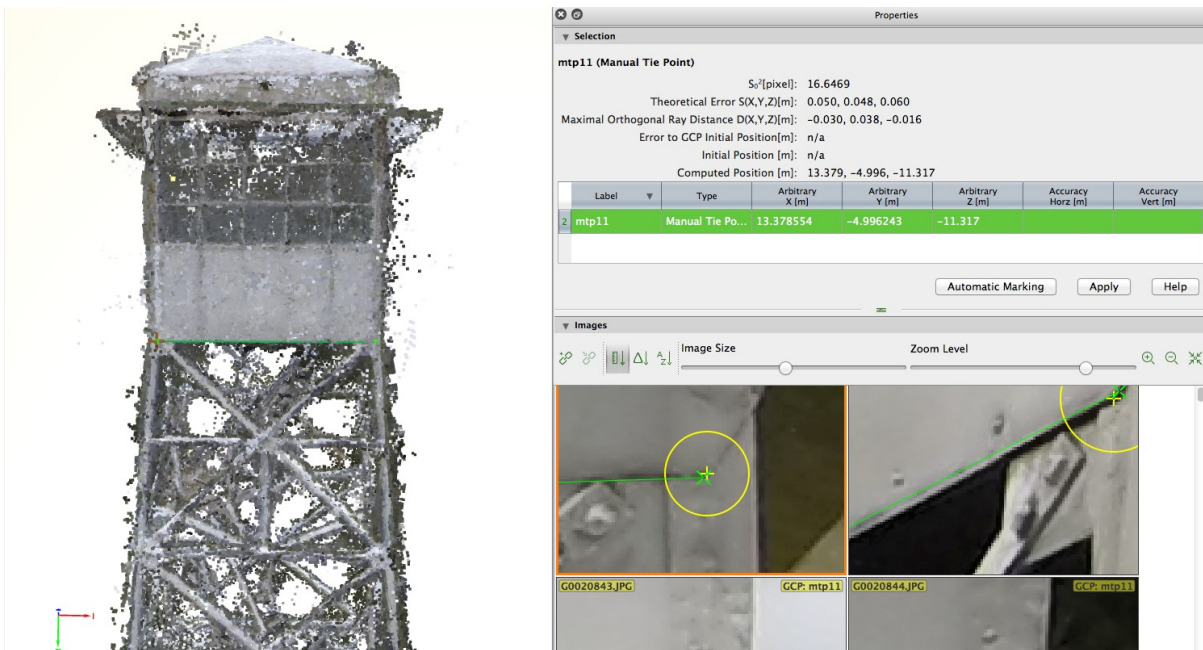 Properties
Selection
mtp11 (Manual Tie Point)
S₀²[pixel]: 16.6469
Theoretical Error S(X,Y,Z)[m]: 0.050, 0.048, 0.060
Maximal Orthogonal Ray Distance D(X,Y,Z)[m]: −0.030, 0.038, −0.016
Error to GCP Initial Position[m]: n/a
Initial Position [m]: n/a
Computed Position [m]: 13.379, −4.996, −11.317
Label Type Arbitrary X [m] Arbitrary Y [m] Arbitrary Z [m] Accuracy Horz [m] Accuracy Vert [m]
2 mtp11 Manual Tie Po... 13.378554 −4.996243 −11.317
Automatic Marking Apply Help
Images
Image Size Zoom Level
G0020843.JPG GCP: mtp11 G0020844.JPG GCP: mtp11